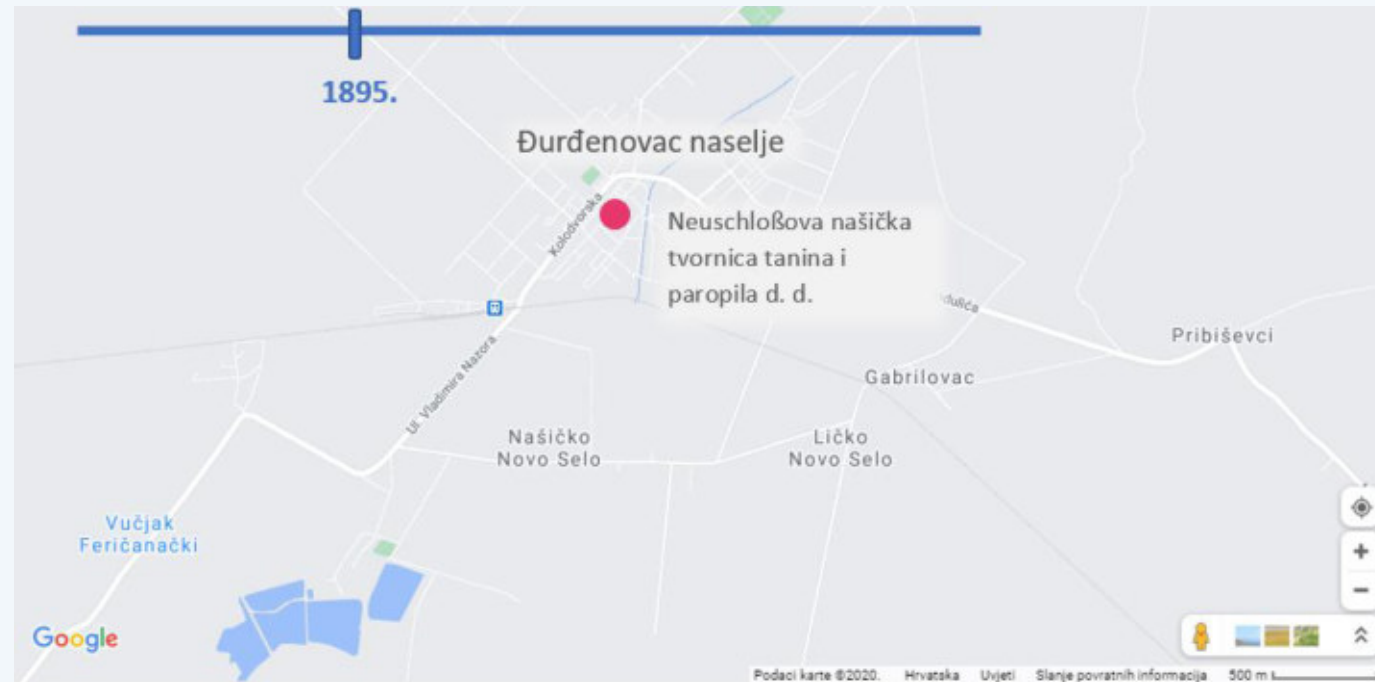 1895.
Đurđenovac naselje
Kolodvorska
Neuschloßova našička
tvornica tanina i
paropila d. d.
Ul. Vladimira Nazora
Pribiševci
Gabrilovac
Našičko
Novo Selo
Ličko
Novo Selo
Vučjak
Feričanački
Google
Podaci karte ©2020. Hrvatska Uvjeti Slanje povratnih informacija 500 m